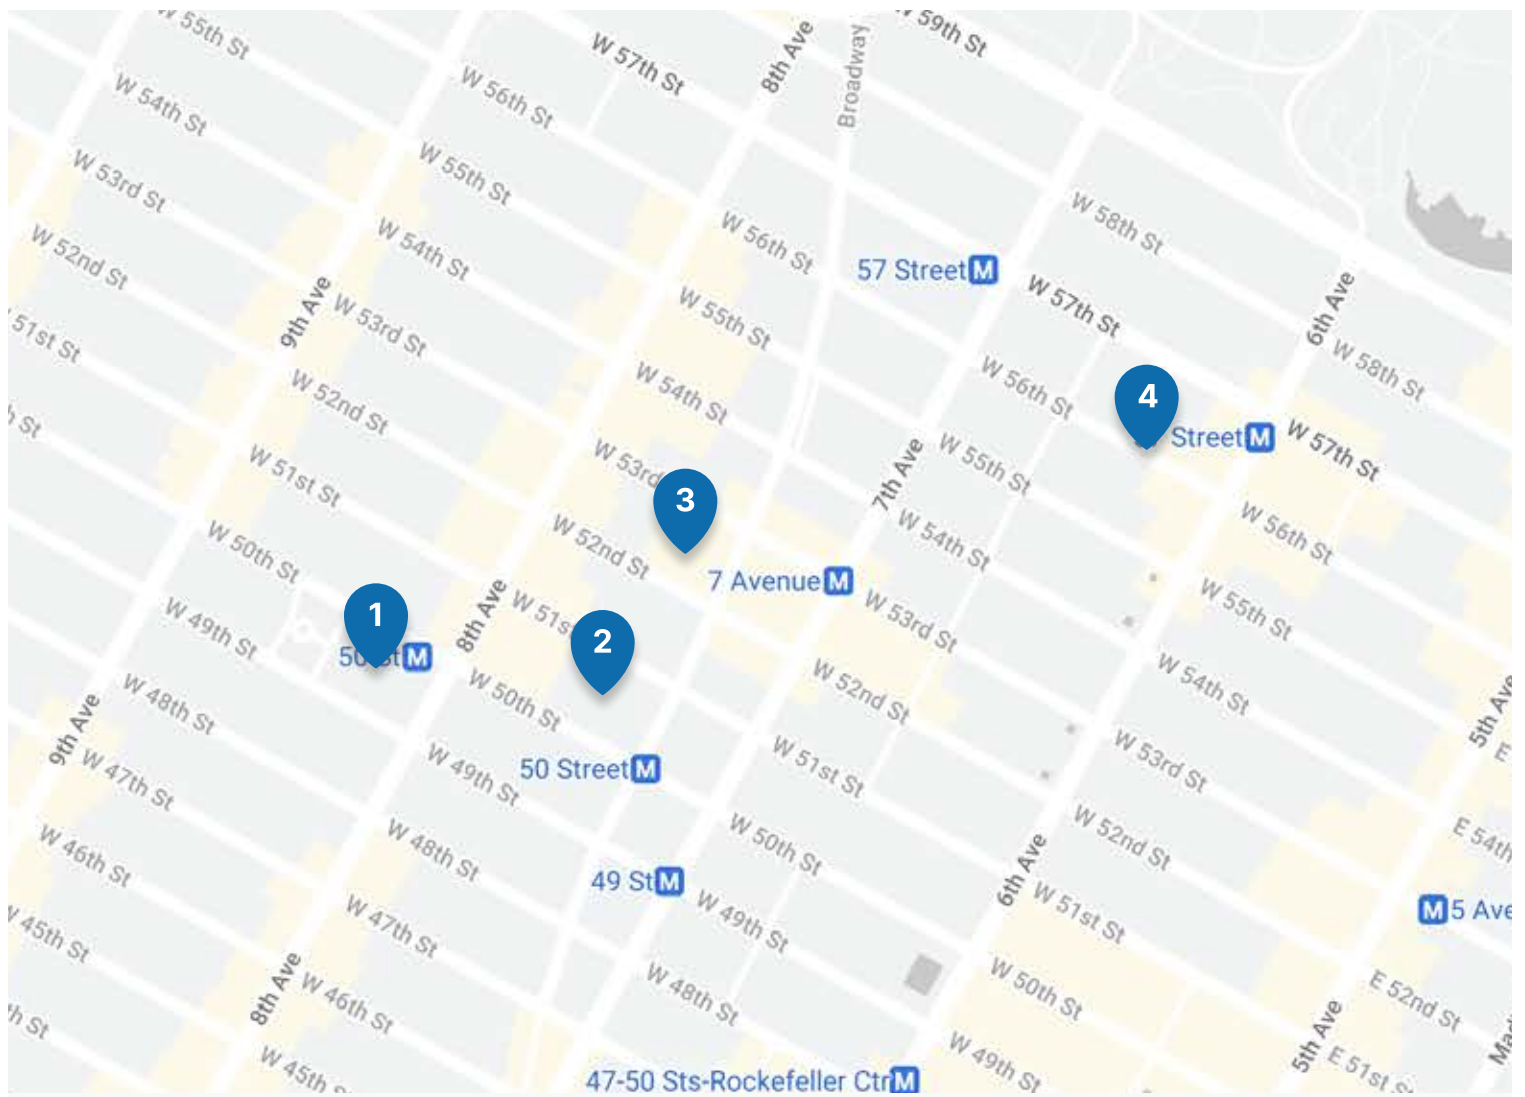 W 55th St
W 57th St
8th Ave
Broadway
W 59th St
W 54th St
W 56th St
W 53rd St
W 55th St
W 58th St
W 52nd St
W 54th St
W 56th St
57 Street M
W 57th St
6th Ave
51st St
9th Ave
W 53rd St
W 55th St
W 58th St
St
W 52nd St
W 54th St
W 56th St
4
Street M
W 57th St
W 51st St
W 53rd
3
7th Ave
W 55th St
W 50th St
W 52nd St
W 54th St
W 56th St
1
W 49th St
8th Ave
W 51s
7 Avenue M
W 53rd St
W 55th St
50 St M
2
W 48th St
W 50th St
W 52nd St
W 54th St
5th Ave
9th Ave
W 47th St
W 49th St
50 Street M
W 51st St
W 53rd St
E
W 46th St
W 48th St
49 St M
W 50th St
6th Ave
W 52nd St
E 54th
W 45th St
W 47th St
W 49th St
W 51st St
M 5 Ave
8th Ave
W 46th St
W 48th St
W 50th St
E 52nd St
th St
W 45th S
47-50 Sts-Rockefeller Ctr M
W 49th St
5th Ave
E 51st S
Madi